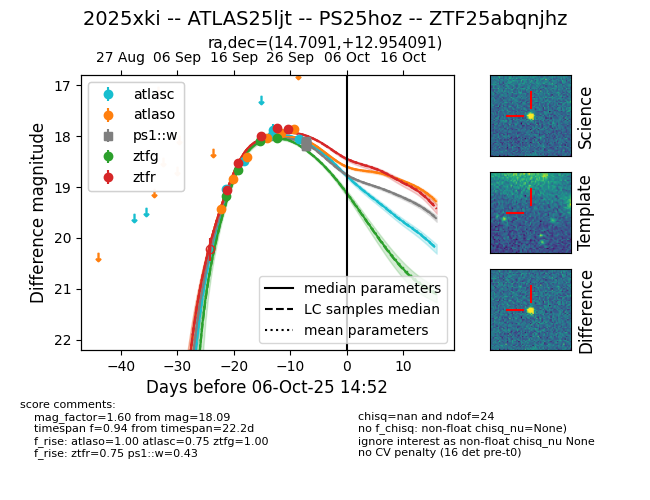 2025xki -- ATLAS25ljt -- PS25hoz -- ZTF25abqnjhz
ra,dec=(14.7091,+12.954091)
27 Aug 06 Sep 16 Sep 26 Sep 06 Oct 16 Oct
17
18
19
20
21
22
Difference magnitude
atlasc
atlaso
ps1::w
ztfg
ztfr
median parameters
LC samples median
mean parameters
−40 −30 −20 −10 0 10
Days before 06-Oct-25 14:52
Science
Template
Difference
score comments:
mag_factor=1.60 from mag=18.09
timespan f=0.94 from timespan=22.2d
f_rise: atlaso=1.00 atlasc=0.75 ztfg=1.00
f_rise: ztfr=0.75 ps1::w=0.43
chisq=nan and ndof=24
no f_chisq: non-float chisq_nu=None)
ignore interest as non-float chisq_nu None
no CV penalty (16 det pre-t0)